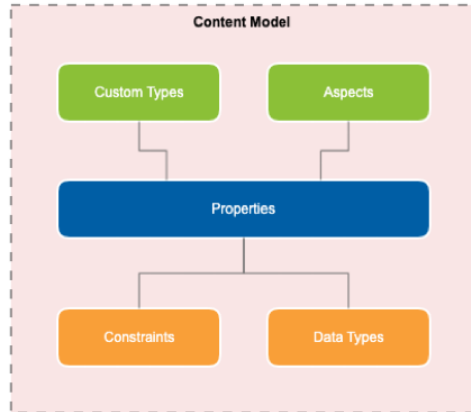 Content Model
Custom Types
Aspects
Properties
Constraints
Data Types